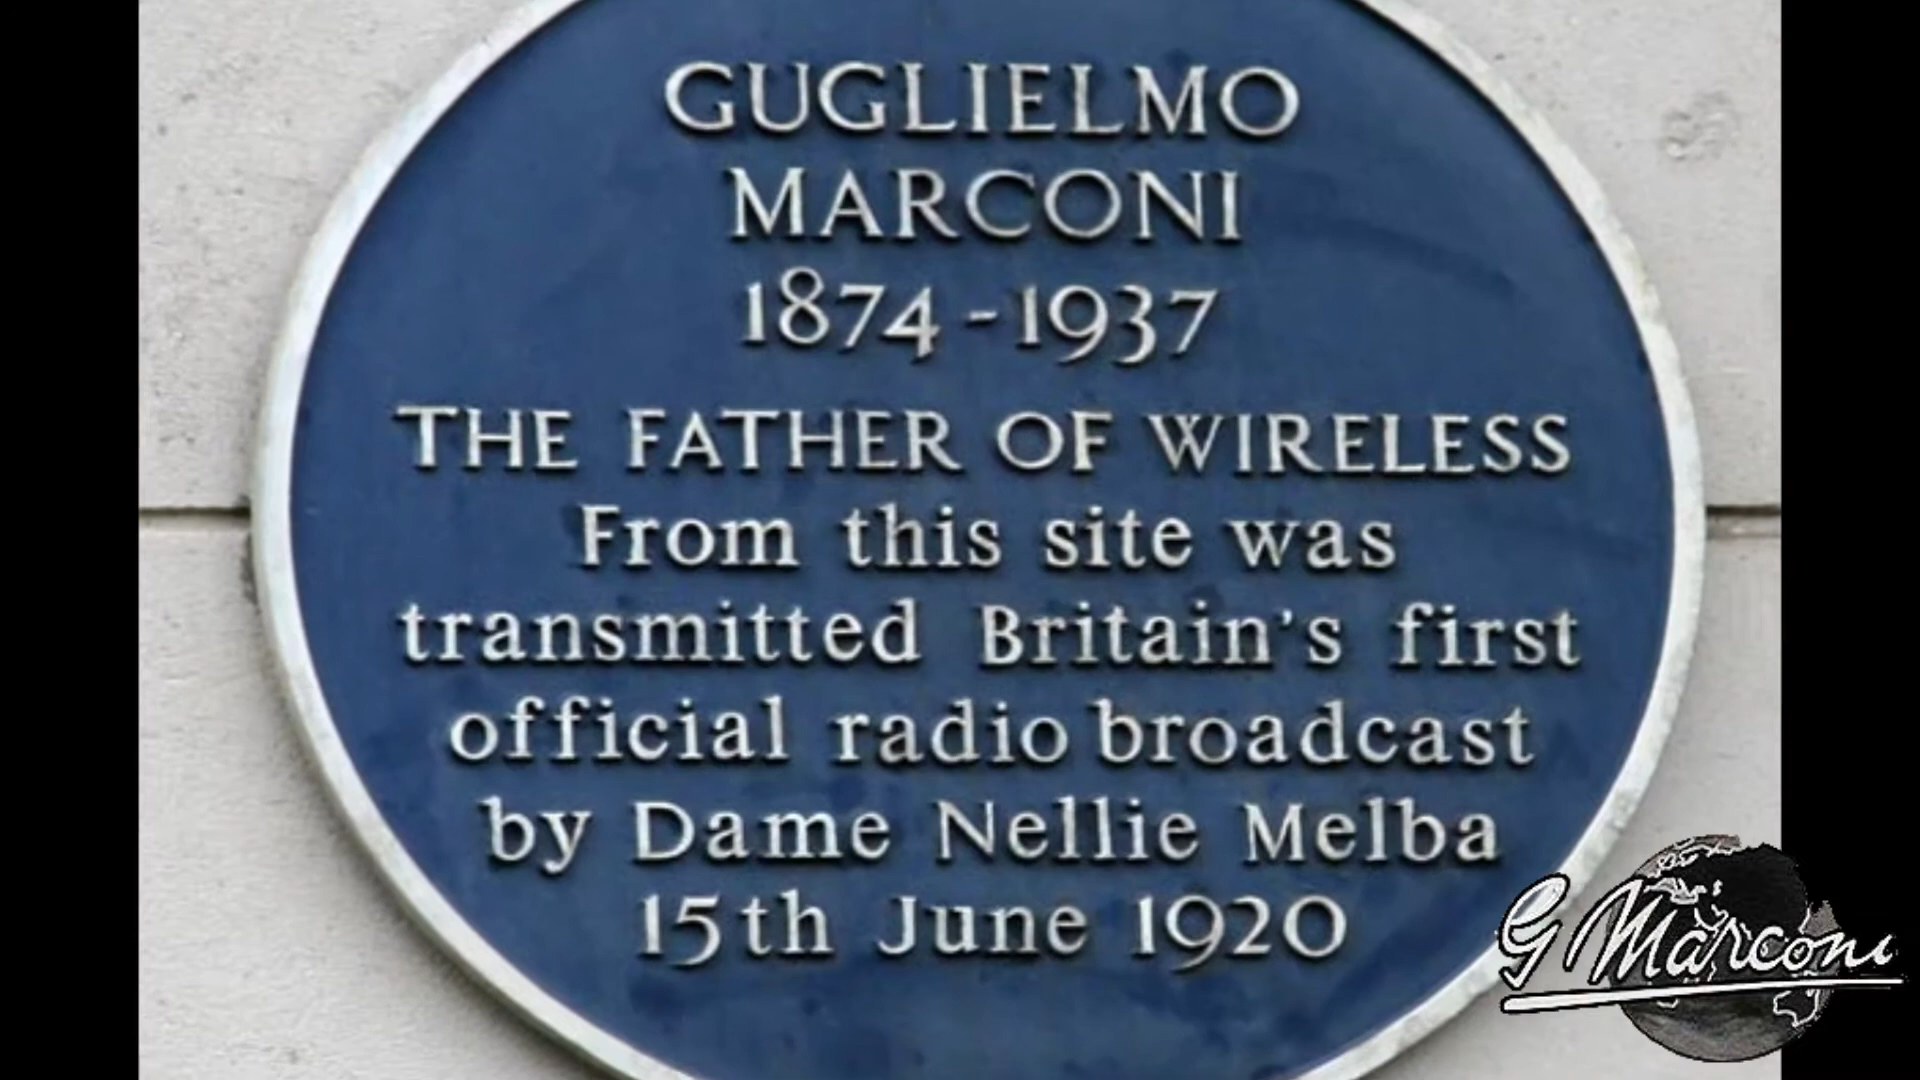 GUGLIELMO
MARCONI
1874-1937
THE FATHER OF WIRELESS
From this site was
transmitted Britain's first
official radio broadcast
by Dame Nellie Melba
15th June 1920
G Marconi